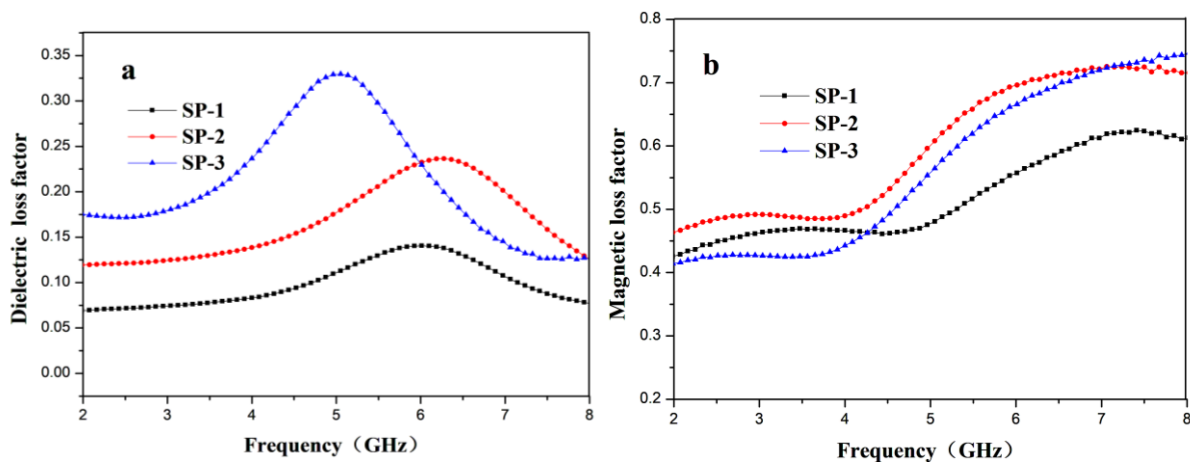 a
Dielectric loss factor
0.35
0.30
0.25
0.20
0.15
0.10
0.05
0.00
SP-1
SP-2
SP-3
2 3 4 5 6 7 8
Frequency（GHz）
b
Magnetic loss factor
0.8
0.7
0.6
0.5
0.4
0.3
0.2
SP-1
SP-2
SP-3
2 3 4 5 6 7 8
Frequency（GHz）